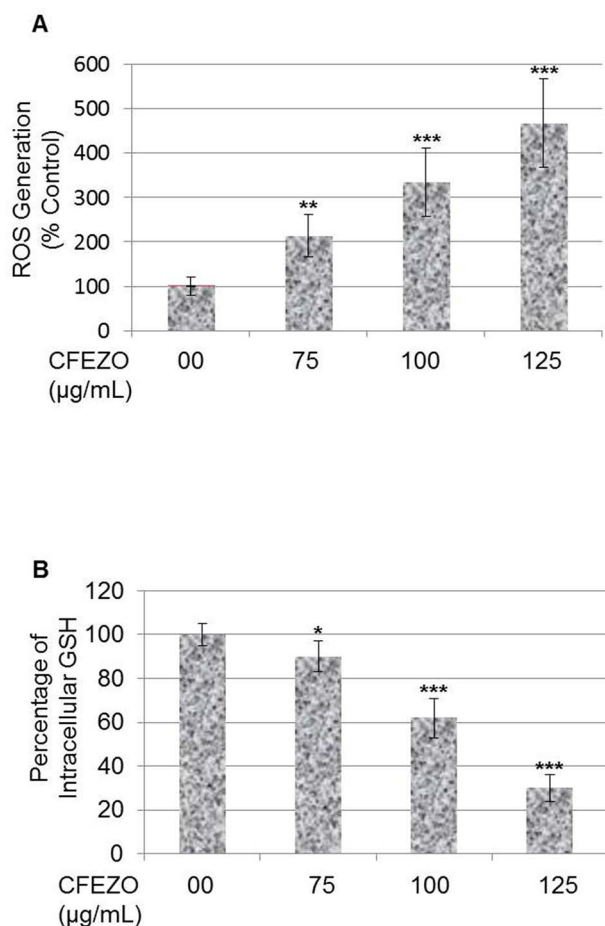 A
600
500
400
300
200
100
0
ROS Generation
(% Control)
**
***
***
CFEZO 00 75 100 125
(µg/mL)
B
120
100
80
60
40
20
0
Percentage of
Intracellular GSH
*
***
***
CFEZO 00 75 100 125
(µg/mL)